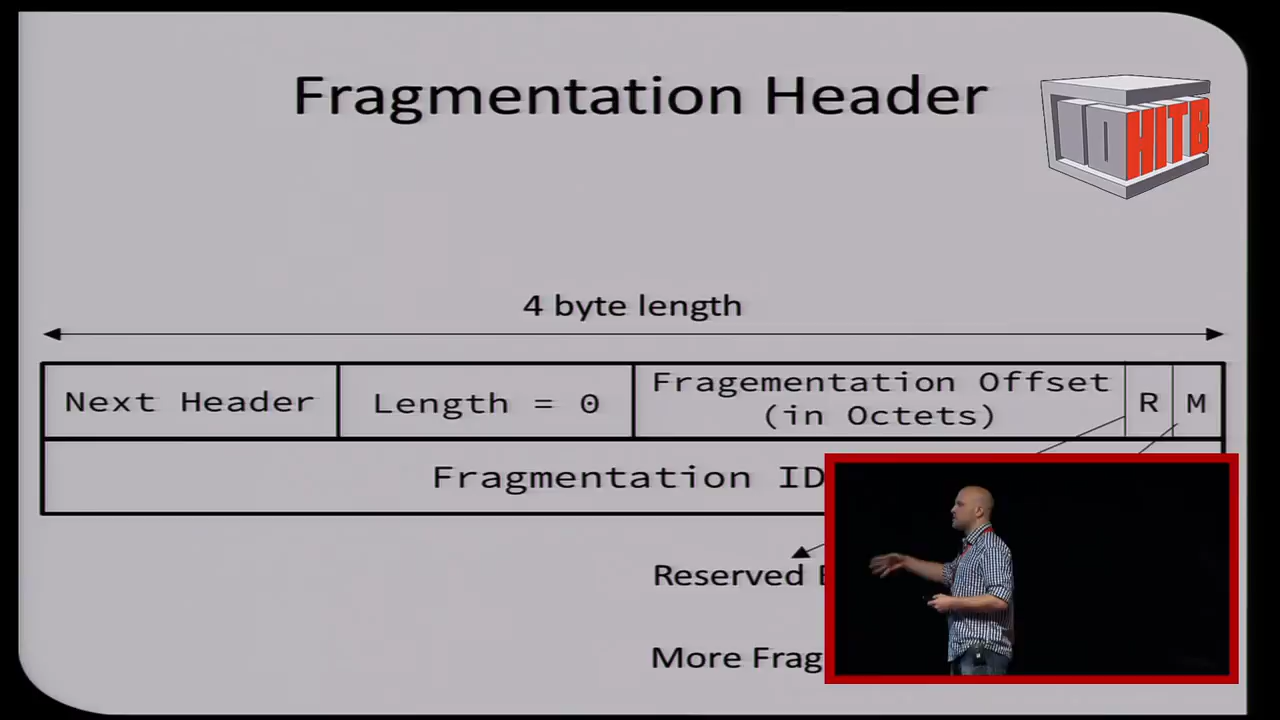 Fragmentation Header
HITB
4 byte length
Next Header
Length = 0
Fragementation Offset
(in Octets)
R
M
Fragmentation ID
Reserved
More Frag